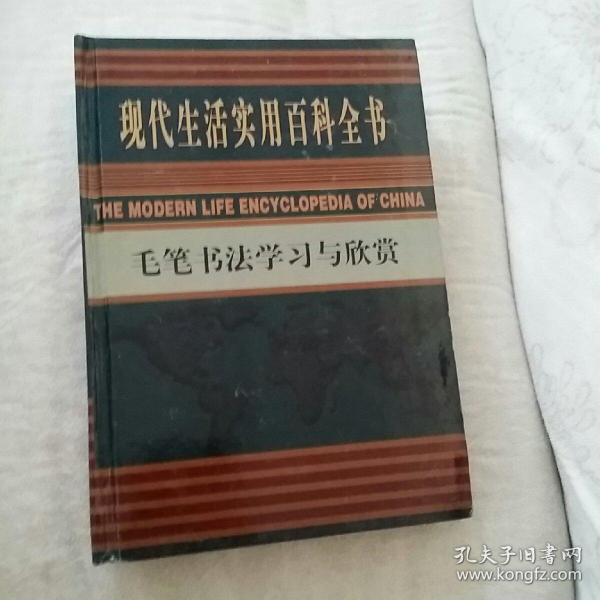 现代生活实用百科全书
THE MODERN LIFE ENCYCLOPEDIA OF CHINA
毛笔书法学习与欣赏
孔夫子旧书网
www.kongfz.com